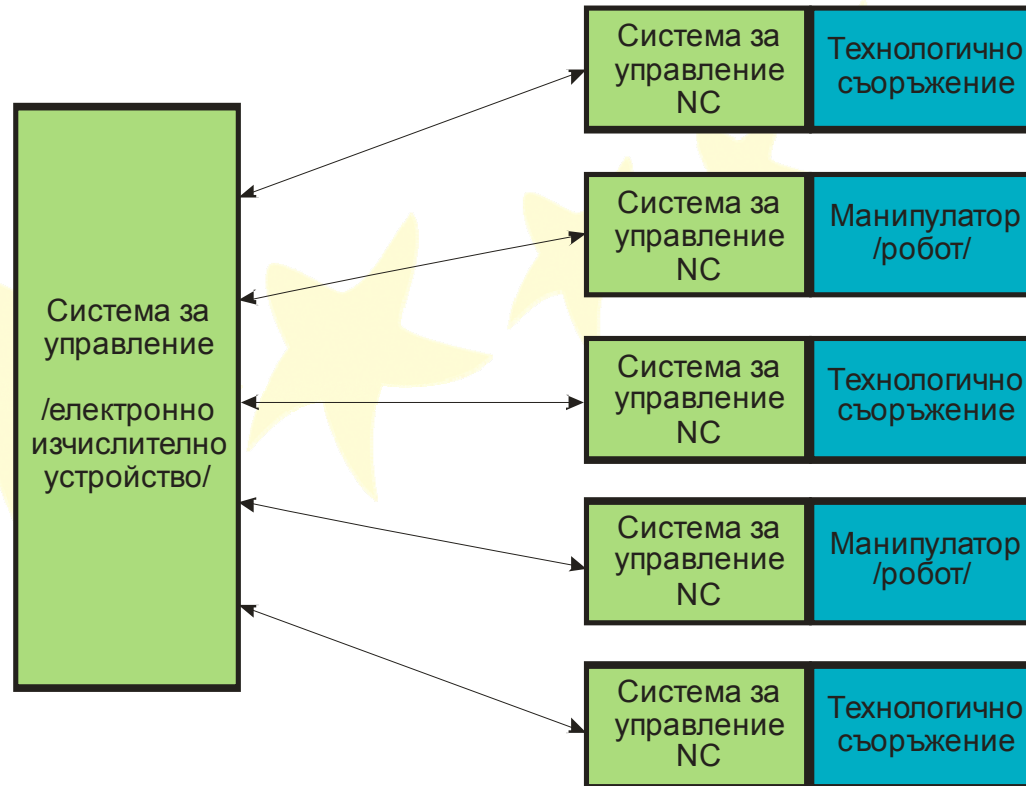 Система за
управление
/електронно
изчислително
устройство/
Система за
управление
NC
Технологично
съоръжение
Система за
управление
NC
Манипулатор
/робот/
Система за
управление
NC
Технологично
съоръжение
Система за
управление
NC
Манипулатор
/робот/
Система за
управление
NC
Технологично
съоръжение